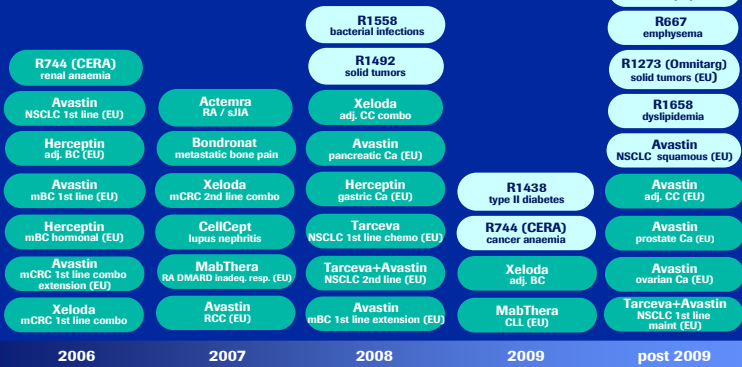 R744 (CERA)
renal anaemia
Avastin
NSCLC 1st line (EU)
Herceptin
adj. BC (EU)
Avastin
mBC 1st line (EU)
Herceptin
mBC hormonal (EU)
Avastin
mCRC 1st line combo
extension (EU)
Xeloda
mCRC 1st line combo
2006
Actemra
RA / sJIA
Bondronat
metastatic bone pain
Xeloda
mCRC 2nd line combo
CellCept
lupus nephritis
MabThera
RA DMARD inadeq. resp. (EU)
Avastin
RCC (EU)
2007
R1558
bacterial infections
R1492
solid tumors
Xeloda
adj. CC combo
Avastin
pancreatic Ca (EU)
Herceptin
gastric Ca (EU)
Tarceva
NSCLC 1st line chemo (EU)
Tarceva+Avastin
NSCLC 2nd line (EU)
Avastin
mBC 1st line extension (EU)
2008
R1438
type II diabetes
R744 (CERA)
cancer anaemia
Xeloda
adj. BC
MabThera
CLL (EU)
2009
R667
emphysema
R1273 (Omnitarg)
solid tumors (EU)
R1658
dyslipidemia
Avastin
NSCLC squamous (EU)
Avastin
adj. CC (EU)
Avastin
prostate Ca (EU)
Avastin
ovarian Ca (EU)
Tarceva+Avastin
NSCLC 1st line
maint (EU)
post 2009